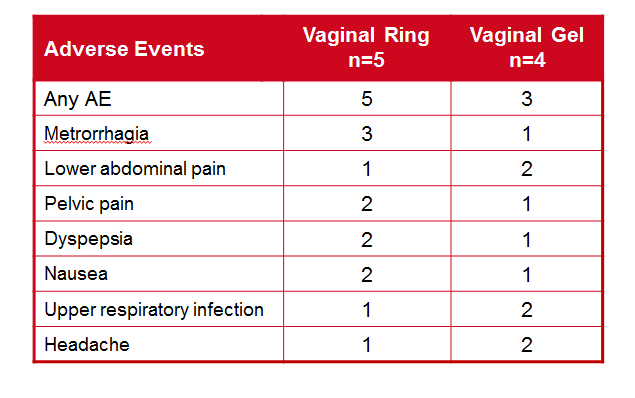 Adverse Events Vaginal Ring n=5 Vaginal Gel n=4
Any AE 5 3
Metrorrhagia 3 1
Lower abdominal pain 1 2
Pelvic pain 2 1
Dyspepsia 2 1
Nausea 2 1
Upper respiratory infection 1 2
Headache 1 2